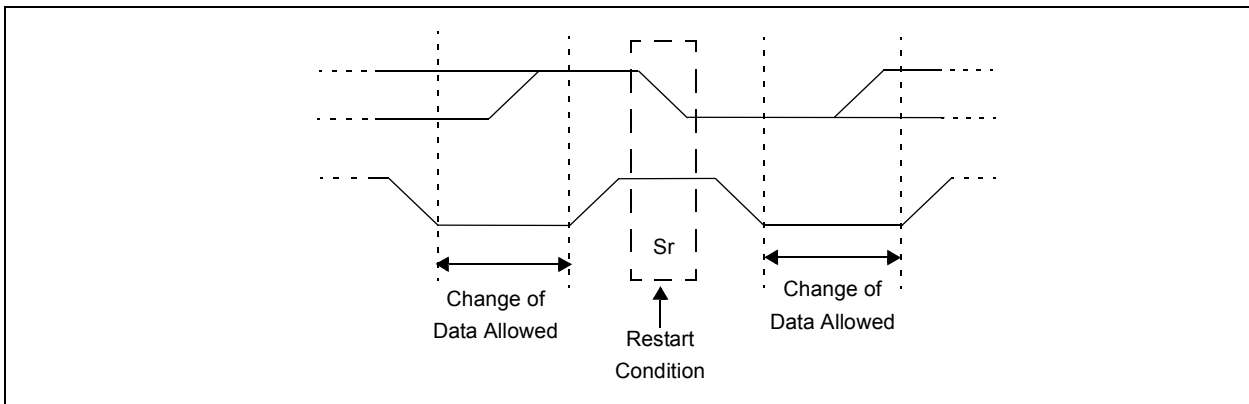 Sr
Change of
Data Allowed
Restart
Condition
Change of
Data Allowed